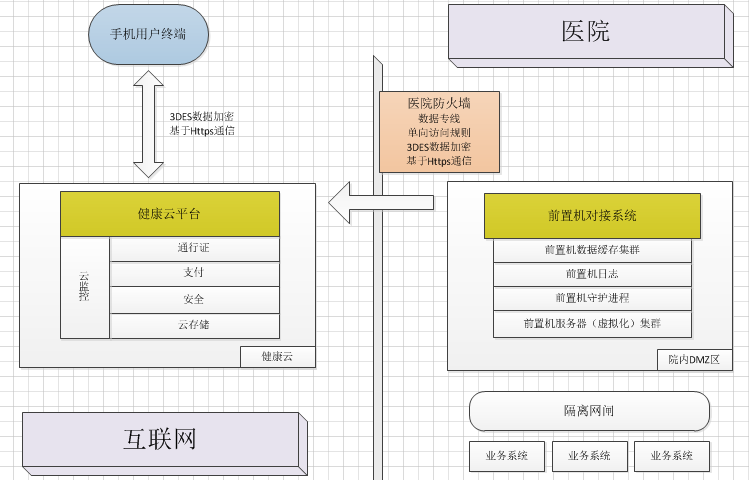 手机用户终端
医院
3DES数据加密
基于Https通信
医院防火墙
数据专线
单向访问规则
3DES数据加密
基于Https通信
健康云平台
云监控
通行证
支付
安全
云存储
健康云
前置机对接系统
前置机数据缓存集群
前置机日志
前置机守护进程
前置机服务器（虚拟化）集群
院内DMZ区
互联网
隔离网闸
业务系统
业务系统
业务系统